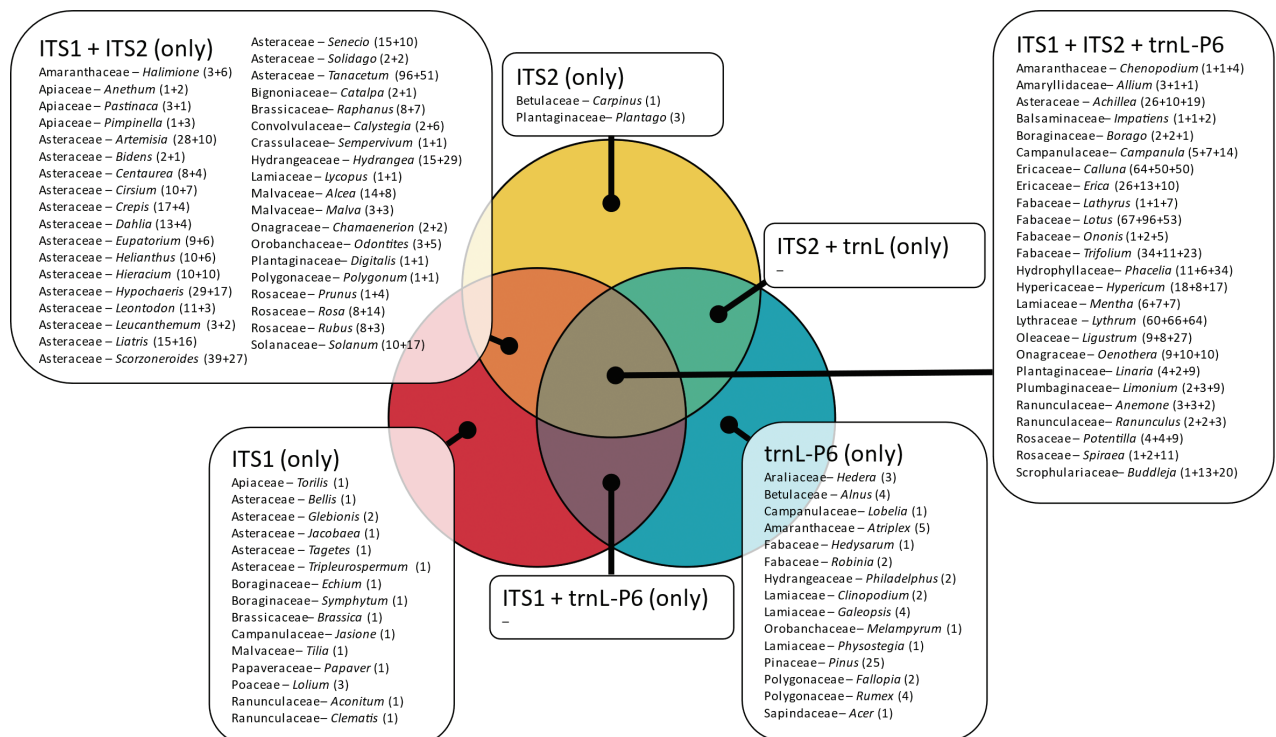 ITS1 + ITS2 (only)
Amaranthaceae – Halimione (3+6)
Apiaceae – Anethum (1+2)
Apiaceae – Pastinaca (3+1)
Apiaceae – Pimpinella (1+3)
Asteraceae – Artemisia (28+10)
Asteraceae – Bidens (2+1)
Asteraceae – Centaurea (8+4)
Asteraceae – Cirsium (10+7)
Asteraceae – Crepis (17+4)
Asteraceae – Dahlia (13+4)
Asteraceae – Eupatorium (9+6)
Asteraceae – Helianthus (10+6)
Asteraceae – Hieracium (10+10)
Asteraceae – Hypochaeris (29+17)
Asteraceae – Leontodon (11+3)
Asteraceae – Leucanthemum (3+2)
Asteraceae – Liatris (15+16)
Asteraceae – Scorzoneroides (39+27)
Asteraceae – Senecio (15+10)
Asteraceae – Solidago (2+2)
Asteraceae – Tanacetum (96+51)
Bignoniaceae – Catalpa (2+1)
Brassicaceae– Raphanus (8+7)
Convolvulaceae– Calystegia (2+6)
Crassulaceae – Sempervivum (1+1)
Hydrangeaceae – Hydrangea (15+29)
Lamiaceae – Lycopus (1+1)
Malvaceae – Alcea (14+8)
Malvaceae – Malva (3+3)
Onagraceae – Chamaenerion (2+2)
Orobanchaceae – Odontites (3+5)
Plantaginaceae – Digitalis (1+1)
Polygonaceae – Polygonum (1+1)
Rosaceae – Prunus (1+4)
Rosaceae – Rosa (8+14)
Rosaceae – Rubus (8+3)
Solanaceae – Solanum (10+17)
ITS2 (only)
Betulaceae – Carpinus (1)
Plantaginaceae – Plantago (3)
ITS2 + trnL (only)
–
ITS1 + ITS2 + trnL-P6
Amaranthaceae – Chenopodium (1+1+4)
Amaryllidaceae – Allium (3+1+1)
Asteraceae – Achillea (26+10+19)
Balsaminaceae – Impatiens (1+1+2)
Boraginaceae – Borago (2+2+1)
Campanulaceae – Campanula (5+7+14)
Ericaceae – Calluna (64+50+50)
Ericaceae – Erica (26+13+10)
Fabaceae – Lathyrus (1+1+7)
Fabaceae – Lotus (67+96+53)
Fabaceae – Ononis (1+2+5)
Fabaceae – Trifolium (34+11+23)
Hydrophyllaceae – Phacelia (11+6+34)
Hypericaceae – Hypericum (18+8+17)
Lamiaceae – Mentha (6+7+7)
Lythraceae – Lythrum (60+66+64)
Oleaceae – Ligustrum (9+8+27)
Onagraceae – Oenothera (9+10+10)
Plantaginaceae – Linaria (4+2+9)
Plumbaginaceae – Limonium (2+3+9)
Ranunculaceae– Anemone (3+3+2)
Ranunculaceae– Ranunculus (2+2+3)
Rosaceae – Potentilla (4+4+9)
Rosaceae – Spiraea (1+2+11)
Scrophulariaceae– Buddleja (1+13+20)
ITS1 (only)
Apiaceae – Torilis (1)
Asteraceae – Bellis (1)
Asteraceae – Glebionis (2)
Asteraceae – Jacobaea (1)
Asteraceae – Tagetes (1)
Asteraceae – Tripleurospermum (1)
Boraginaceae – Echium (1)
Boraginaceae – Symphytum (1)
Brassicaceae– Brassica (1)
Campanulaceae – Jasione (1)
Malvaceae – Tilia (1)
Papaveraceae – Papaver (1)
Poaceae – Lolium (3)
Ranunculaceae – Aconitum (1)
Ranunculaceae – Clematis (1)
ITS1 + trnL-P6 (only)
–
trnL-P6 (only)
Araliaceae– Hedera (3)
Betulaceae – Alnus (4)
Campanulaceae – Lobelia (1)
Amaranthaceae – Atriplex (5)
Fabaceae – Hedysarum (1)
Fabaceae – Robinia (2)
Hydrangeaceae – Philadelphus (2)
Lamiaceae – Clinopodium (2)
Lamiaceae – Galeopsis (4)
Orobanchaceae – Melampyrum (1)
Lamiaceae – Physostegia (1)
Pinaceae – Pinus (25)
Polygonaceae – Fallopia (2)
Polygonaceae – Rumex (4)
Sapindaceae – Acer (1)